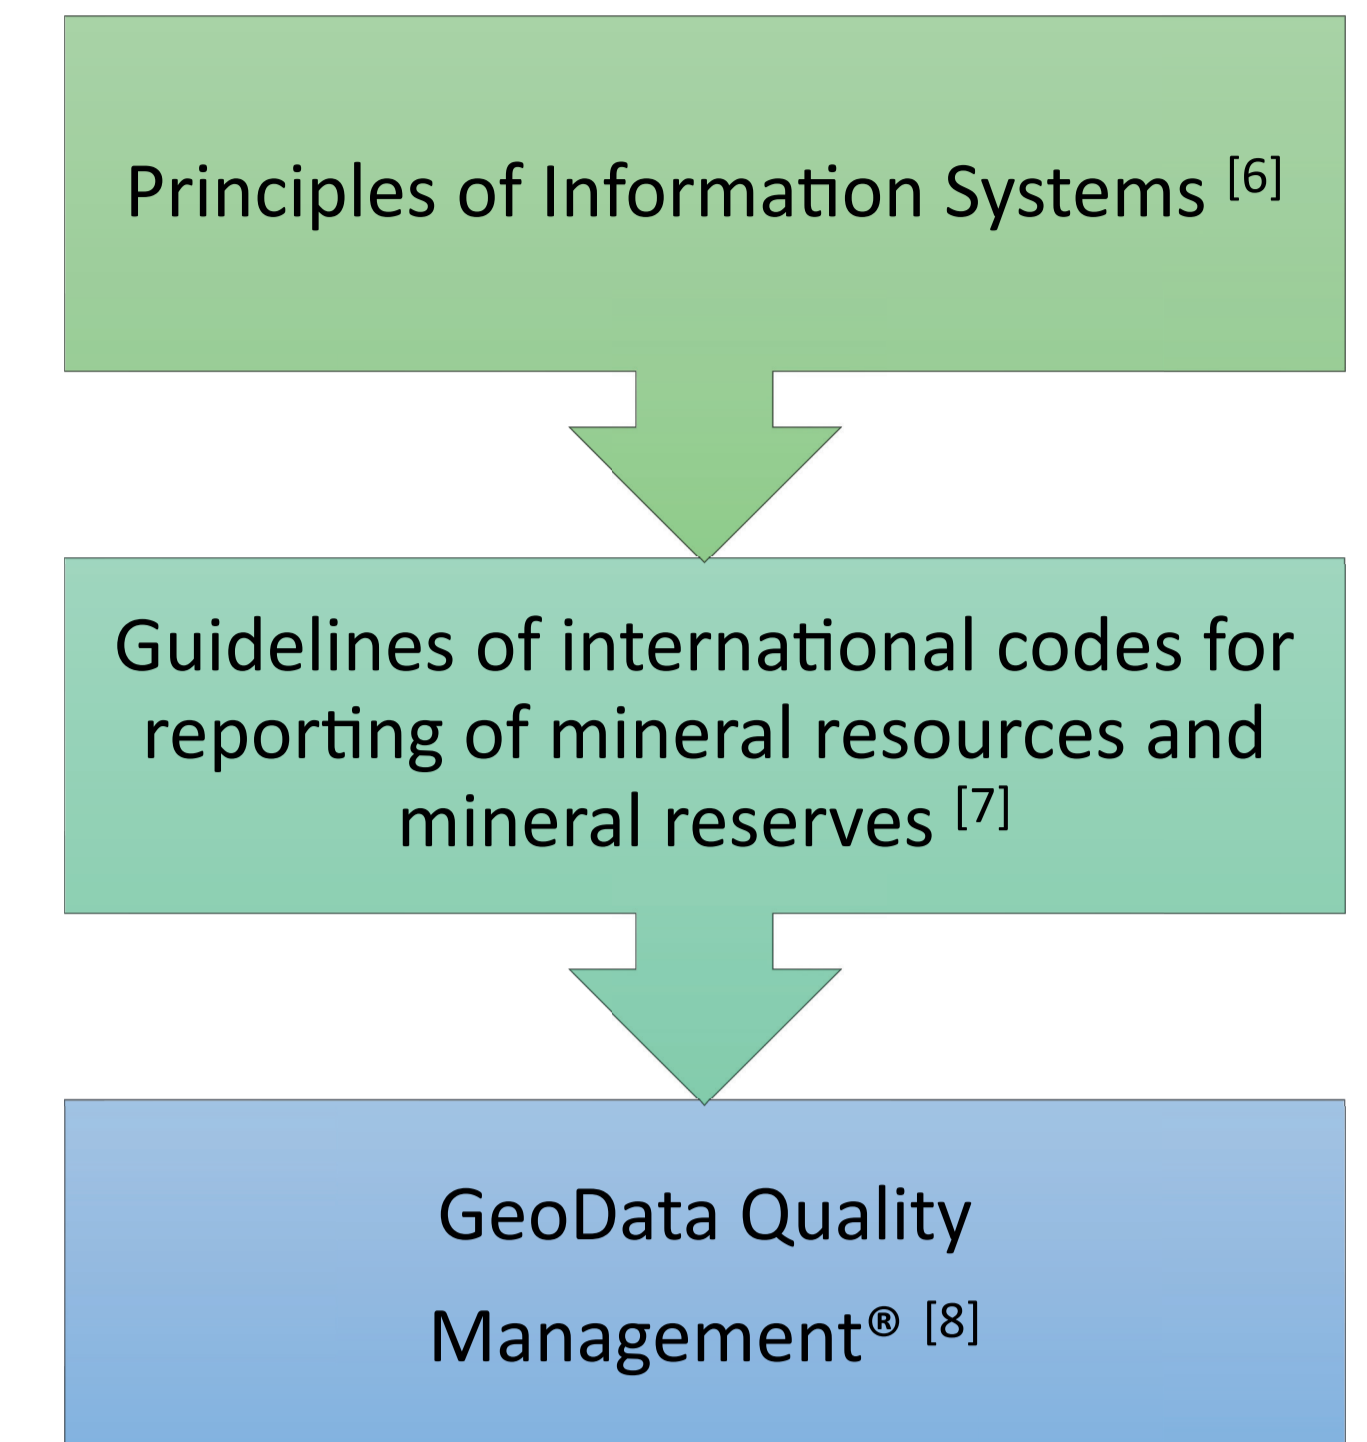 Principles of Information Systems [6]
Guidelines of international codes for
reporting of mineral resources and
mineral reserves [7]
GeoData Quality
Management® [8]